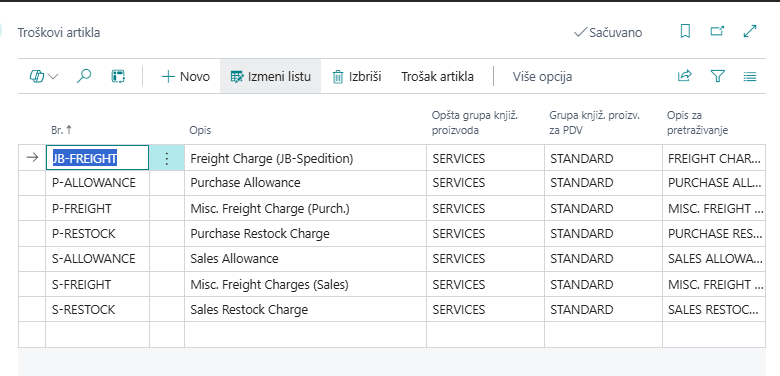 Troškovi artikla
Sačuvano
Novo
Izmeni listu
Izbriši
Trošak artikla
Više opcija
Br. ↑
Opis
Opšta grupa knjiž. proizvoda
Grupa knjiž. proizv. za PDV
Opis za pretraživanje
JB-FREIGHT Freight Charge (JB-Spedition) SERVICES STANDARD FREIGHT CHAR...
P-ALLOWANCE Purchase Allowance SERVICES STANDARD PURCHASE ALL...
P-FREIGHT Misc. Freight Charge (Purch.) SERVICES STANDARD MISC. FREIGHT ...
P-RESTOCK Purchase Restock Charge SERVICES STANDARD PURCHASE RES...
S-ALLOWANCE Sales Allowance SERVICES STANDARD SALES ALLOWA...
S-FREIGHT Misc. Freight Charges (Sales) SERVICES STANDARD MISC. FREIGHT ...
S-RESTOCK Sales Restock Charge SERVICES STANDARD SALES RESTOC...